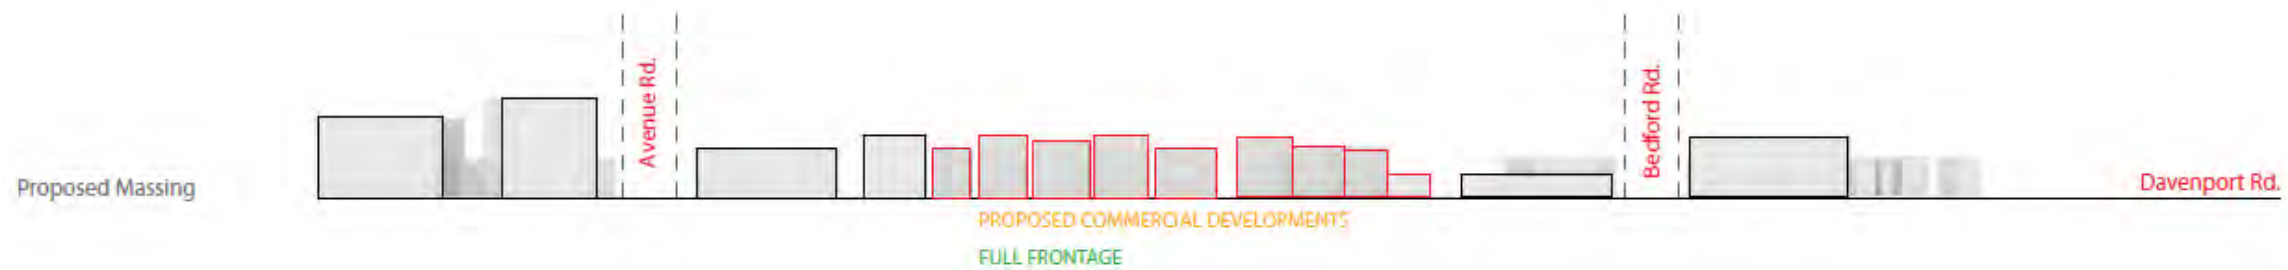 Avenue Rd.
Bedford Rd.
Proposed Massing
Davenport Rd.
PROPOSED COMMERCIAL DEVELOPMENTS
FULL FRONTAGE